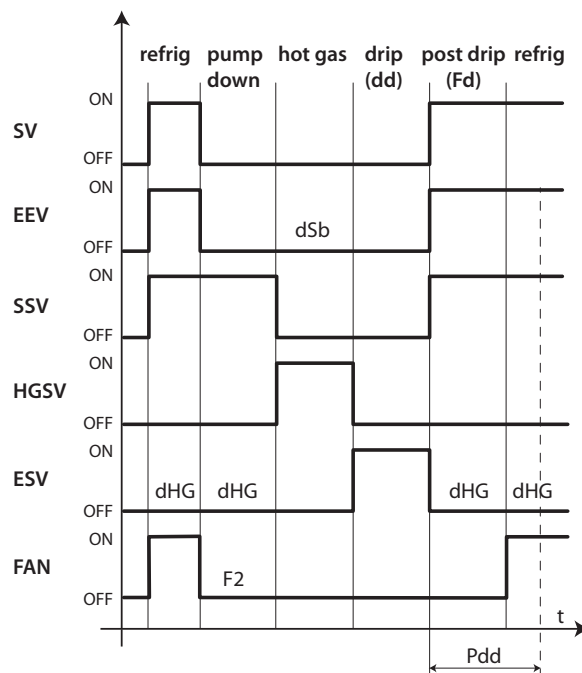 refrig pump down hot gas drip (dd) post drip (Fd) refrig
SV
ON
OFF
EEV
ON
OFF
dSb
SSV
ON
OFF
HGSV
ON
OFF
ESV
ON
OFF
dHG dHG dHG dHG
FAN
ON
OFF
F2
t
Pdd